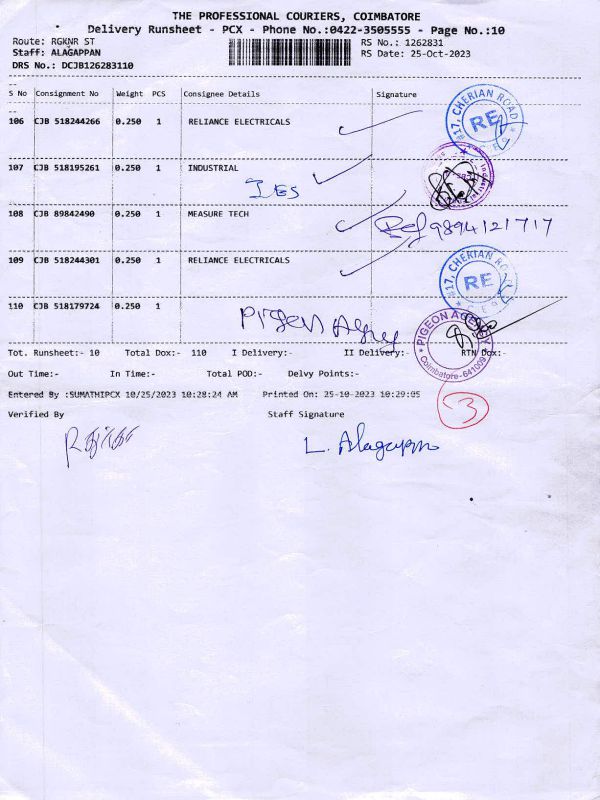 THE PROFESSIONAL COURIERS, COIMBATORE
Delivery Runsheet - PCX - Phone No.:0422-3505555 - Page No.:10
Route: RGKNR ST RS No.: 1262831
Staff: ALAGAPPAN RS Date: 25-Oct-2023
DRS No.: DCJB126283110
S No Consignment No Weight PCS Consignee Details Signature
106 CJB 518244266 0.250 1 RELIANCE ELECTRICALS
#17, CHERIAN ROAD
RE
107 CJB 518195261 0.250 1 INDUSTRIAL
IES
108 CJB 89842490 0.250 1 MEASURE TECH
9894121717
109 CJB 518244301 0.250 1 RELIANCE ELECTRICALS
#17, CHERIAN ROAD
RE
110 CJB 518179724 0.250 1
Pigeon Agency
PIGEON AGENCY
Coimbatore - 641009
Tot. Runsheet:- 10 Total Dox:- 110 I Delivery:- II Delivery:- RTN Dox:-
Out Time:- In Time:- Total POD:- Delvy Points:-
Entered By :SUMATHIPCX 10/25/2023 10:28:24 AM Printed On: 25-10-2023 10:29:05
3
Verified By Staff Signature
L. Alagappan